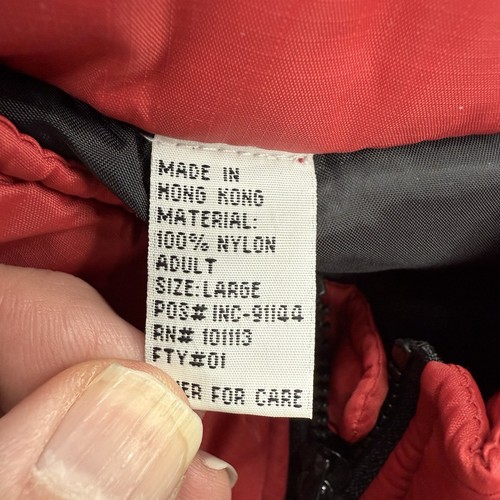 MADE IN
HONG KONG
MATERIAL:
100% NYLON
ADULT
SIZE:LARGE
POS# INC-91144
RN# 101113
FTY#01
FOR CARE